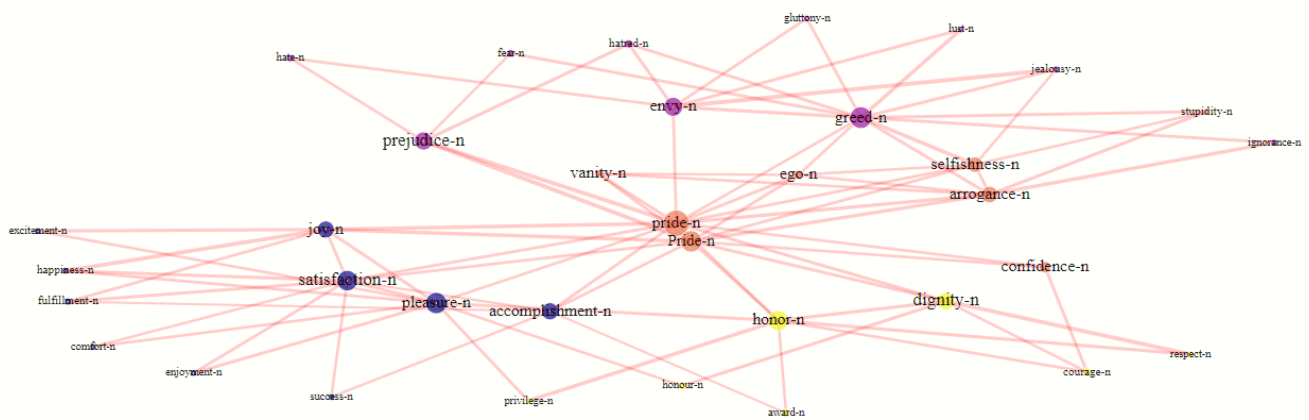 gluttony-n
lust-n
hatred-n
fear-n
hate-n
jealousy-n
envy-n
greed-n
stupidity-n
prejudice-n
ignorance-n
selfishness-n
vanity-n
ego-n
arrogance-n
pride-n
joy-n
excitement-n
Pride-n
confidence-n
happiness-n
satisfaction-n
fulfillment-n
pleasure-n
dignity-n
accomplishment-n
honor-n
comfort-n
respect-n
enjoyment-n
courage-n
honour-n
success-n
privilege-n
award-n